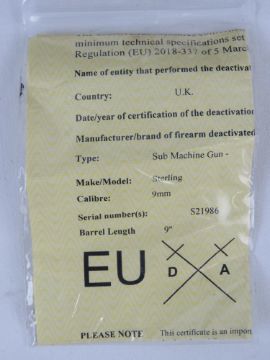 minimum technical specifications set
Regulation (EU) 2018-337 of 5 Marc
Name of entity that performed the deactivat
Country: U.K.
Date/year of certification of the deactivation
Manufacturer/brand of firearm deactivated
Type: Sub Machine Gun -
Make/Model: Sterling
Calibre: 9mm
Serial number(s): S21986
Barrel Length 9"
EU D A
PLEASE NOTE This certificate is an impor